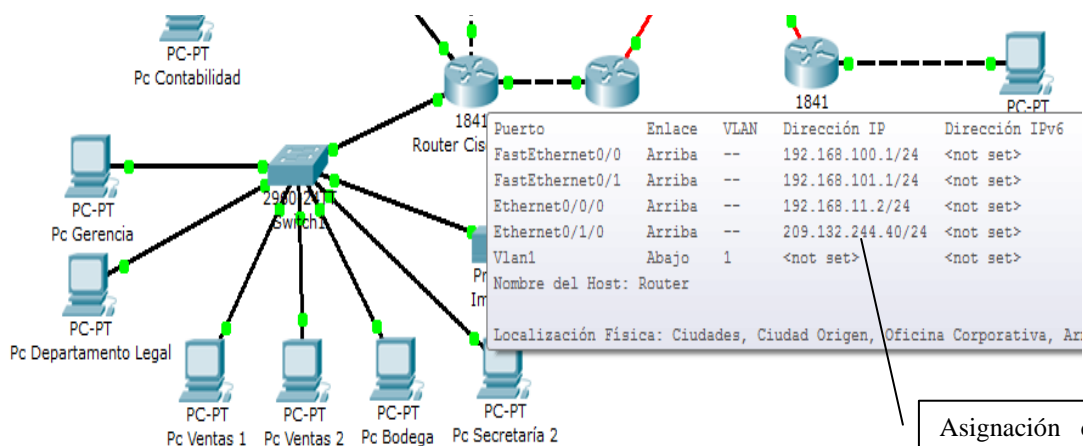 PC-PT
Pc Contabilidad
1841
Router
1841
PC-PT
Puerto Enlace VLAN Dirección IP Dirección IPv6
FastEthernet0/0 Arriba -- 192.168.100.1/24 <not set>
FastEthernet0/1 Arriba -- 192.168.101.1/24 <not set>
Ethernet0/0/0 Arriba -- 192.168.11.2/24 <not set>
Ethernet0/1/0 Arriba -- 209.132.244.40/24 <not set>
Vlan1 Abajo 1 <not set> <not set>
Nombre del Host: Router
Localización Física: Ciudades, Ciudad Origen, Oficina Corporativa,
PC-PT
Pc Gerencia
Switch1
PC-PT
Pc Departamento Legal
PC-PT
Pc Ventas 1
PC-PT
Pc Ventas 2
PC-PT
Pc Bodega
PC-PT
Pc Secretaría 2
Asignación